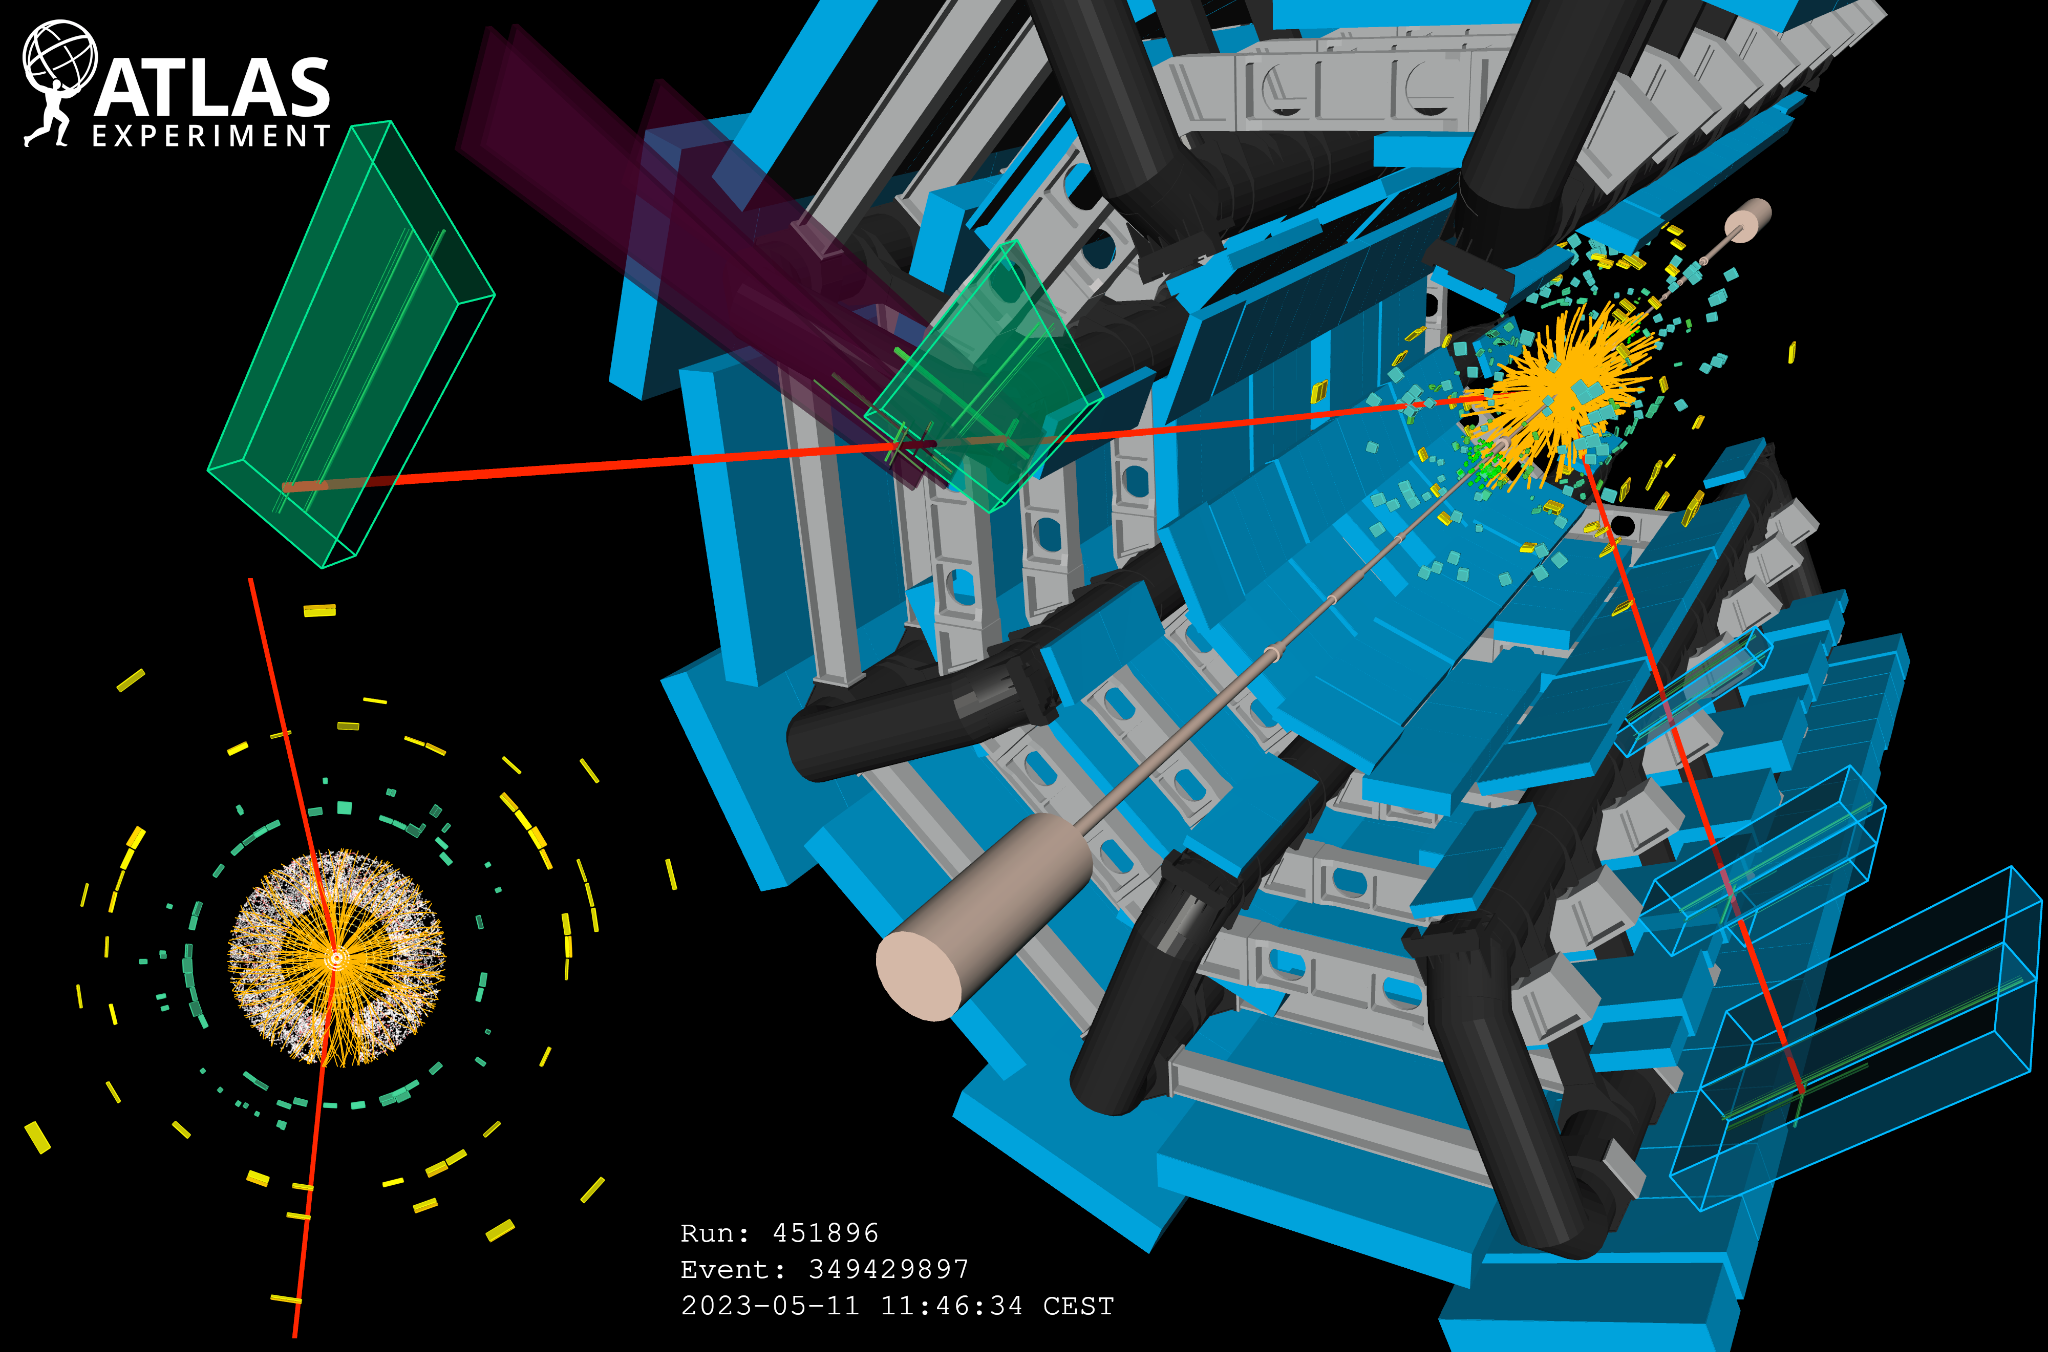 ATLAS
EXPERIMENT
Run: 451896
Event: 349429897
2023-05-11 11:46:34 CEST